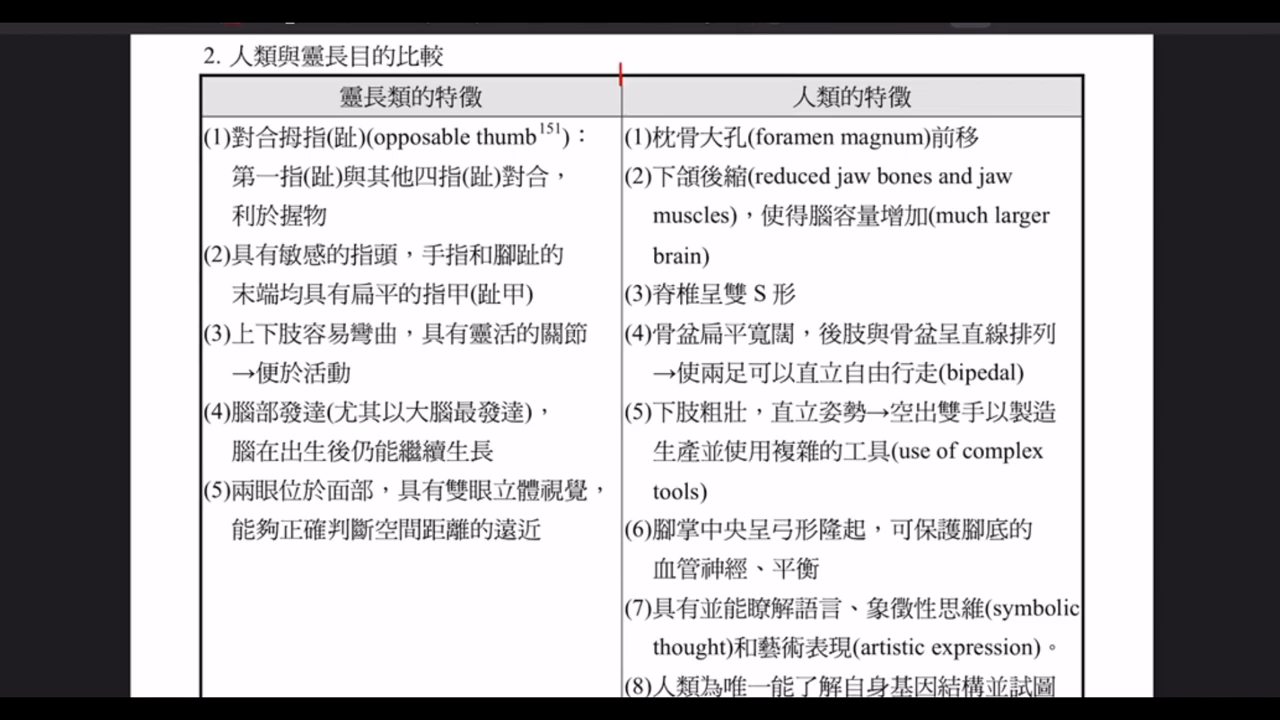 2. 人類與靈長目的比較
靈長類的特徵
(1)對合拇指(趾)(opposable thumb151)：
第一指(趾)與其他四指(趾)對合，
利於握物
(2)具有敏感的指頭，手指和腳趾的
末端均具有扁平的指甲(趾甲)
(3)上下肢容易彎曲，具有靈活的關節
→便於活動
(4)腦部發達(尤其以大腦最發達)，
腦在出生後仍能繼續生長
(5)兩眼位於面部，具有雙眼立體視覺，
能夠正確判斷空間距離的遠近
人類的特徵
(1)枕骨大孔(foramen magnum)前移
(2)下頜後縮(reduced jaw bones and jaw
muscles)，使得腦容量增加(much larger
brain)
(3)脊椎呈雙 S 形
(4)骨盆扁平寬闊，後肢與骨盆呈直線排列
→使兩足可以直立自由行走(bipedal)
(5)下肢粗壯，直立姿勢→空出雙手以製造
生產並使用複雜的工具(use of complex
tools)
(6)腳掌中央呈弓形隆起，可保護腳底的
血管神經、平衡
(7)具有並能瞭解語言、象徵性思維(symbolic
thought)和藝術表現(artistic expression)。
(8)人類為唯一能了解自身基因結構並試圖